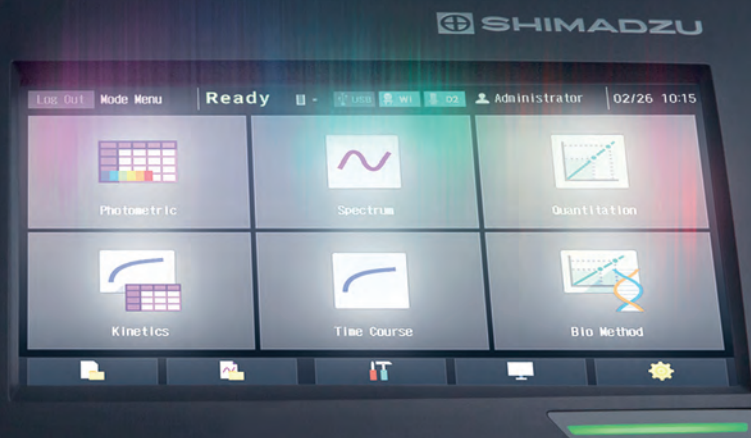 SHIMADZU
Log Out Mode Menu Ready USB WI D2 Administrator 02/26 10:15
Photometric Spectrum Quantitation
Kinetics Time Course Bio Method